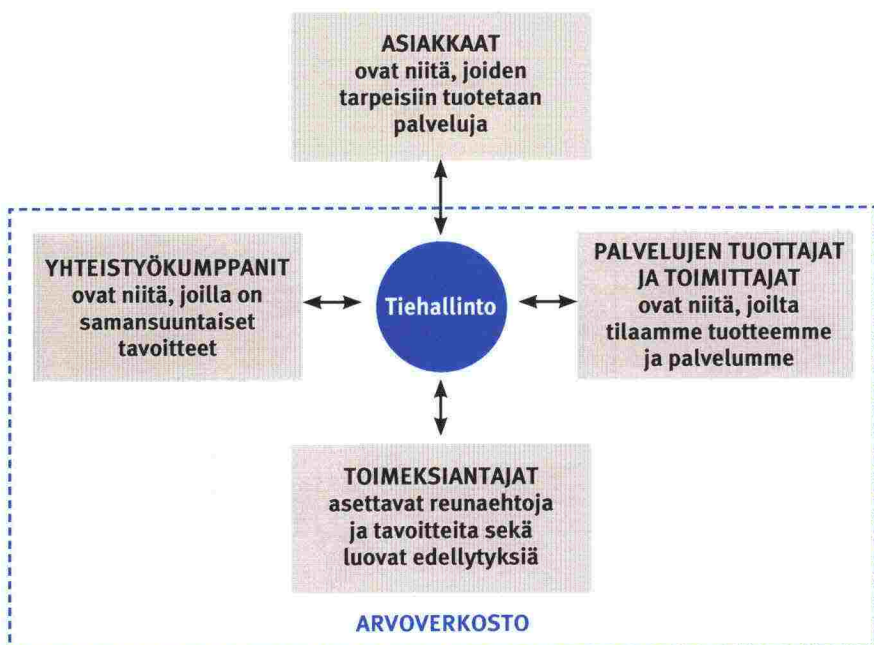 ASIAKKAAT
ovat niitä, joiden
tarpeisiin tuotetaan
palveluja
YHTEISTYÖKUMPPANIT
ovat niitä, joilla on
samansuuntaiset
tavoitteet
Tiehallinto
PALVELUJEN TUOTTAJAT
JA TOIMITTAJAT
ovat niitä, joilta
tilaamme tuotteemme
ja palvelumme
TOIMEKSIANTAJAT
asettavat reunaehtoja
ja tavoitteita sekä
luovat edellytyksiä
ARVOVERKOSTO